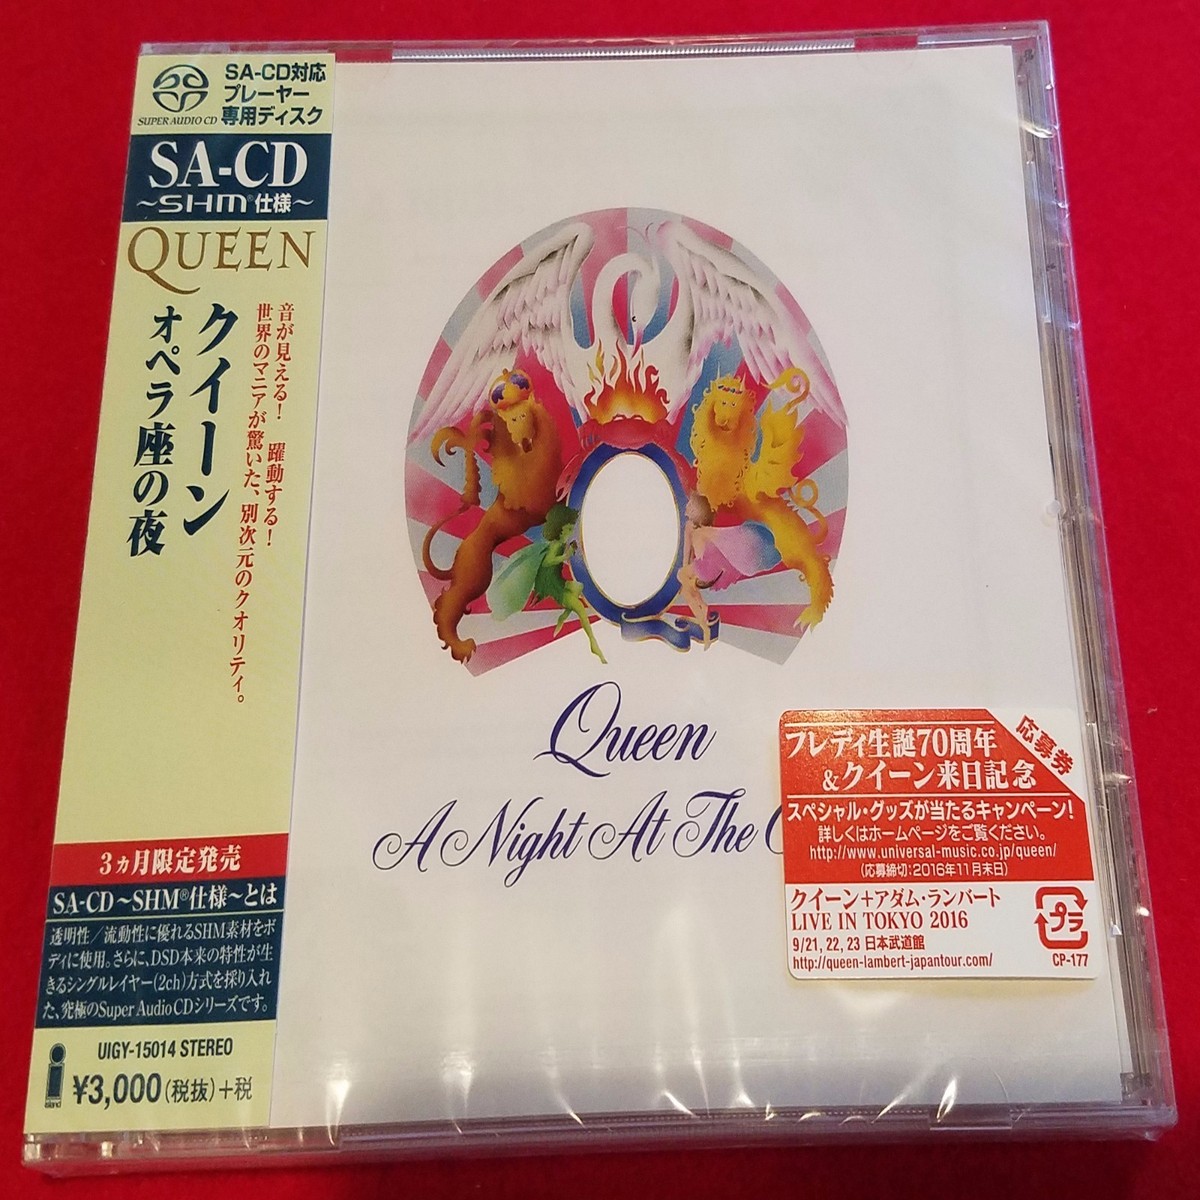 SUPER AUDIO CD
SA-CD対応
プレーヤー
専用ディスク
SA-CD
～SHM®仕様～
QUEEN
クイーン
オペラ座の夜
音が見える！ 躍動する！
世界のマニアが驚いた、別次元のクオリティ。
3ヵ月限定発売
SA-CD～SHM®仕様～とは
透明性/流動性に優れるSHM素材をボ
ディに使用。さらに、DSD本来の特性が生
きるシングルレイヤー(2ch)方式を採り入れ
た、究極のSuper Audio CDシリーズです。
UIGY-15014 STEREO
island
¥3,000(税抜)+税
Queen
A Night At The
応募券
フレディ生誕70周年
&クイーン来日記念
スペシャル・グッズが当たるキャンペーン!
詳しくはホームページをご覧ください。
http://www.universal-music.co.jp/queen/
(応募締切:2016年11月末日)
クイーン+アダム・ランバート
LIVE IN TOKYO 2016
9/21, 22, 23 日本武道館
http://queen-lambert-japantour.com/
プラ
CP-177